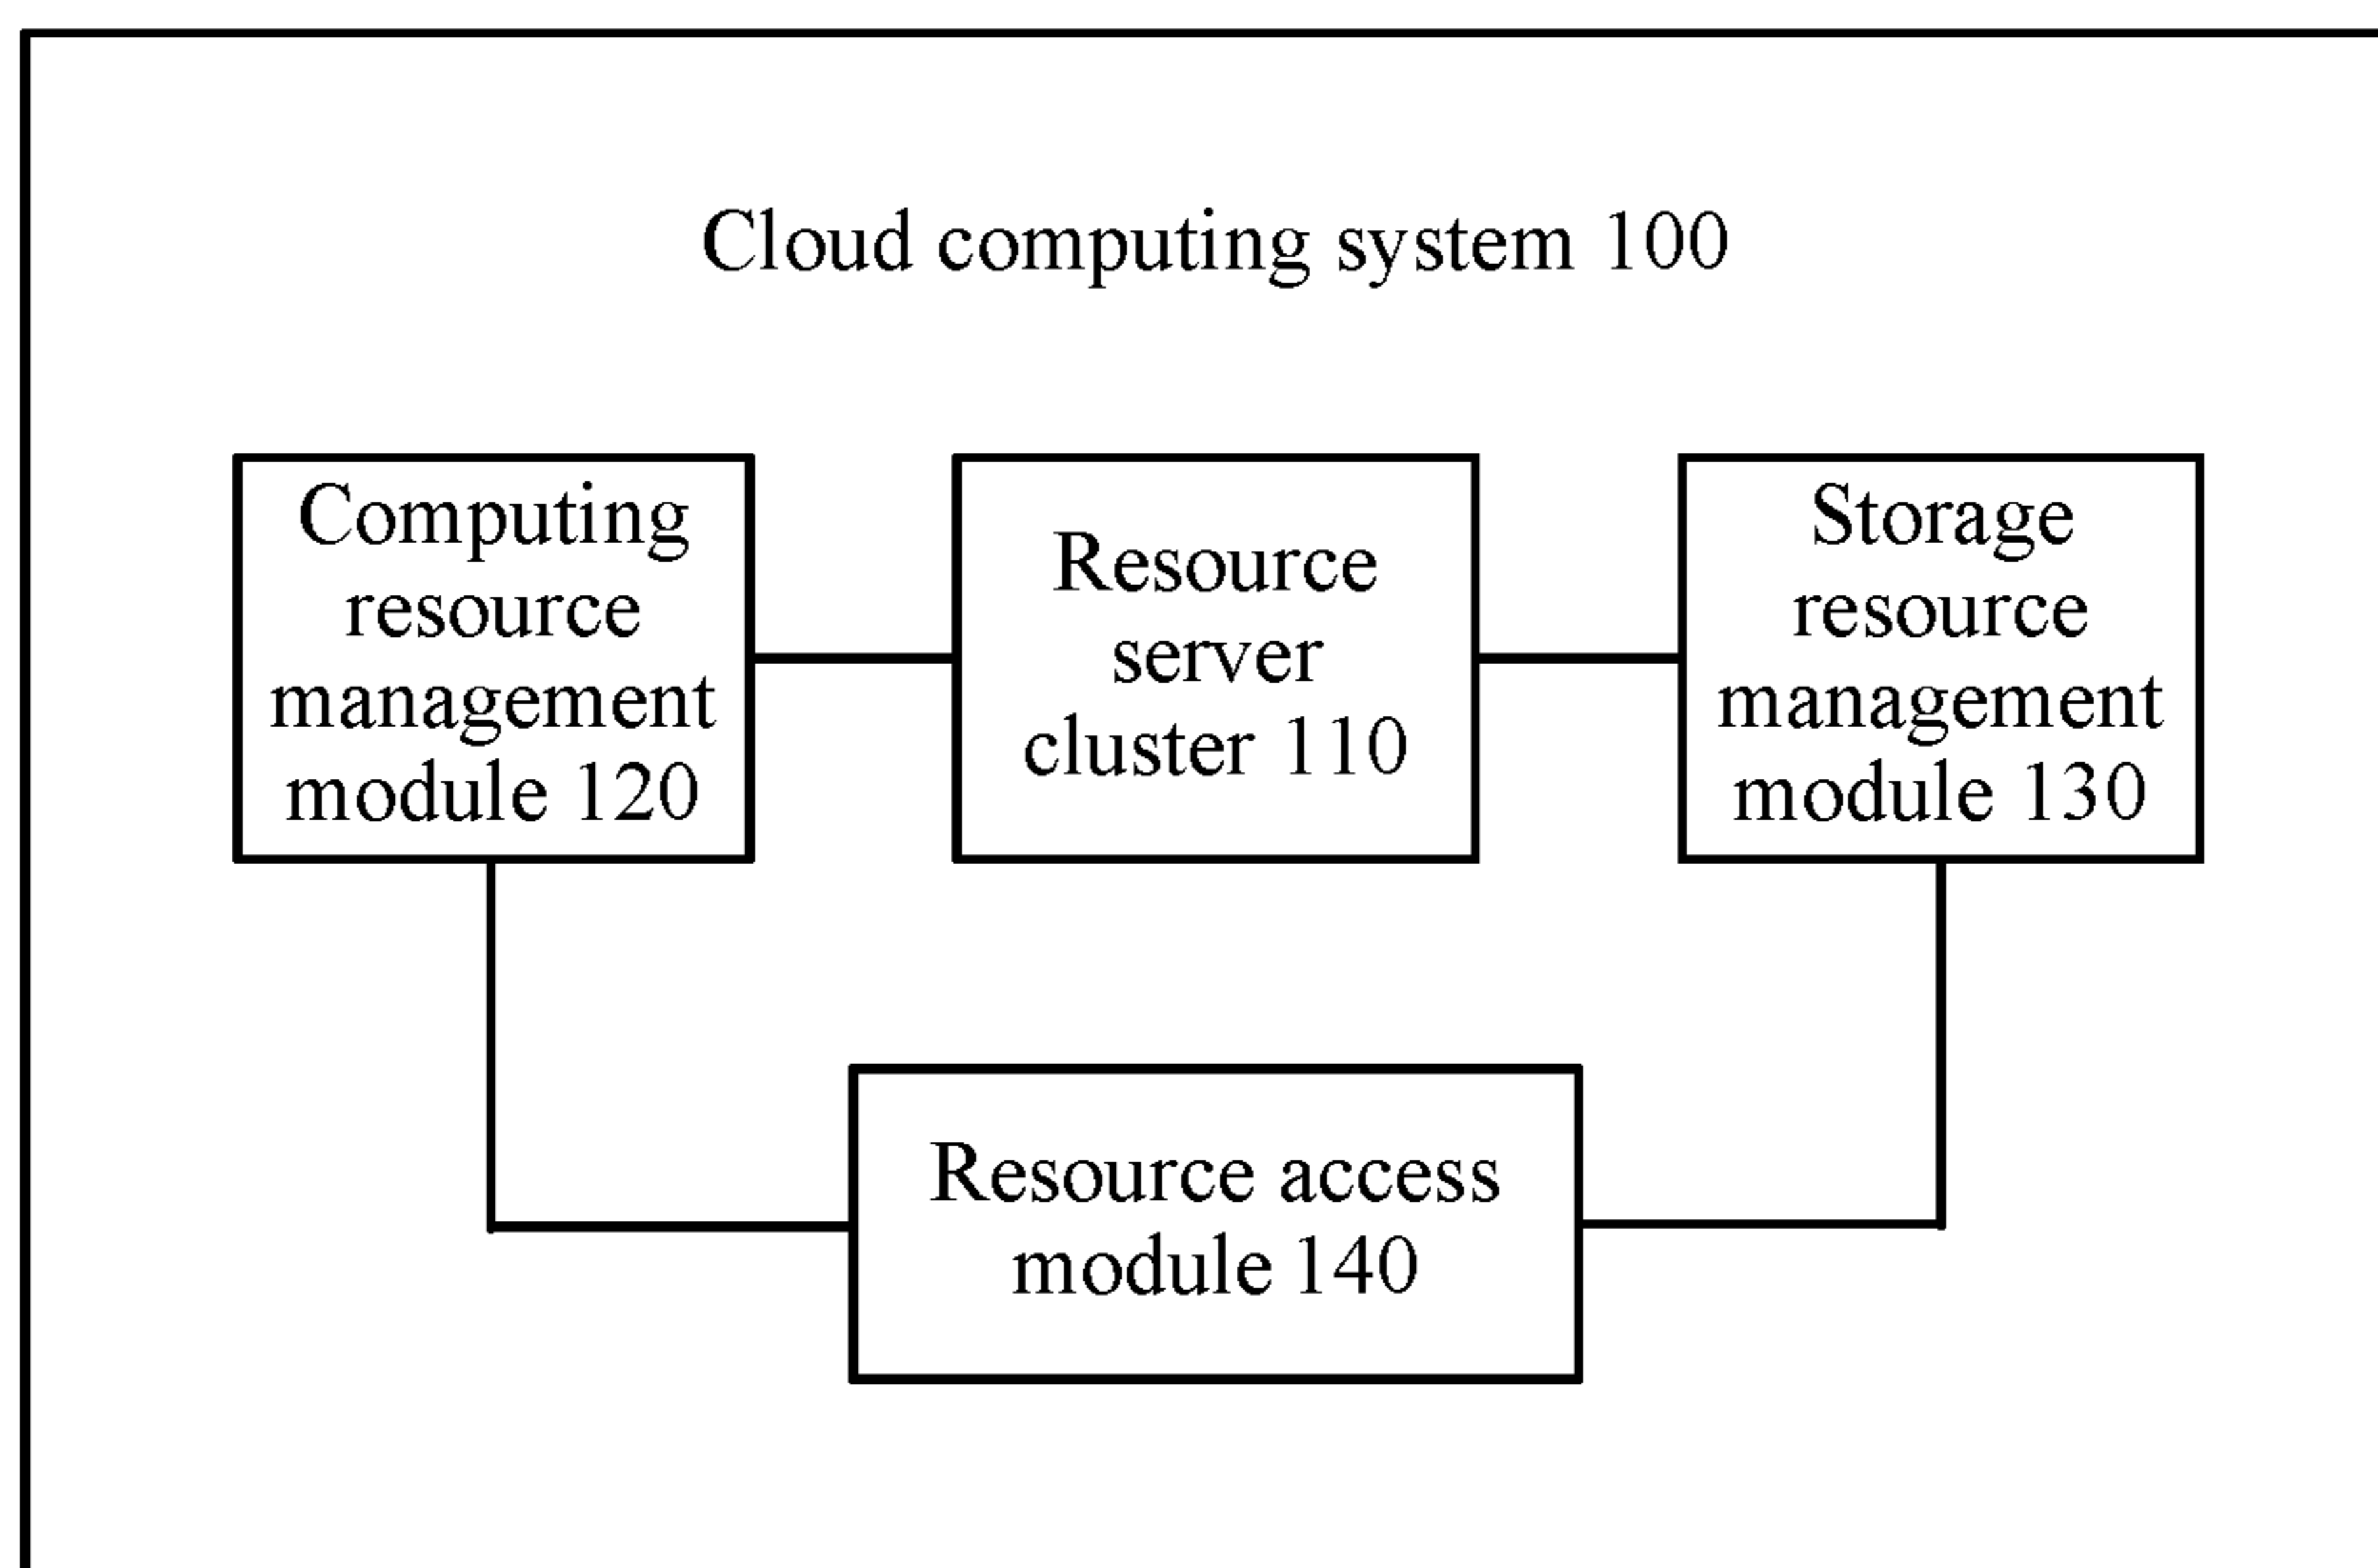 Cloud computing system 100
Computing
resource
management
module 120
Resource
server
cluster 110
Storage
resource
management
module 130
Resource access
module 140